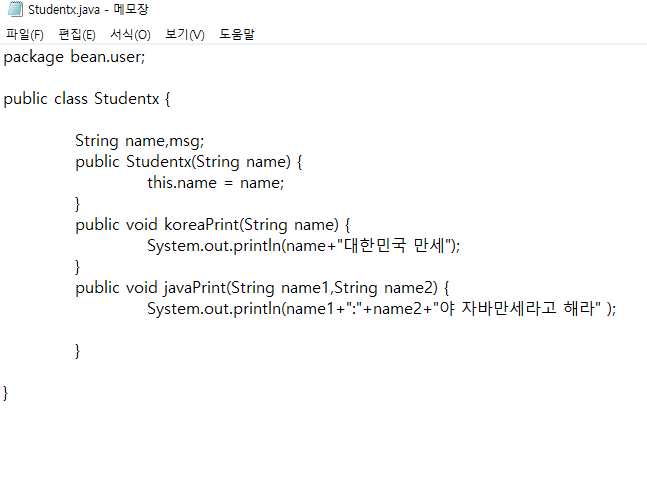 Studentx.java - 메모장
파일(F) 편집(E) 서식(O) 보기(V) 도움말
package bean.user;
public class Studentx {
String name,msg;
public Studentx(String name) {
this.name = name;
}
public void koreaPrint(String name) {
System.out.println(name+"대한민국 만세");
}
public void javaPrint(String name1,String name2) {
System.out.println(name1+":"+name2+"야 자바만세라고 해라" );
}
}